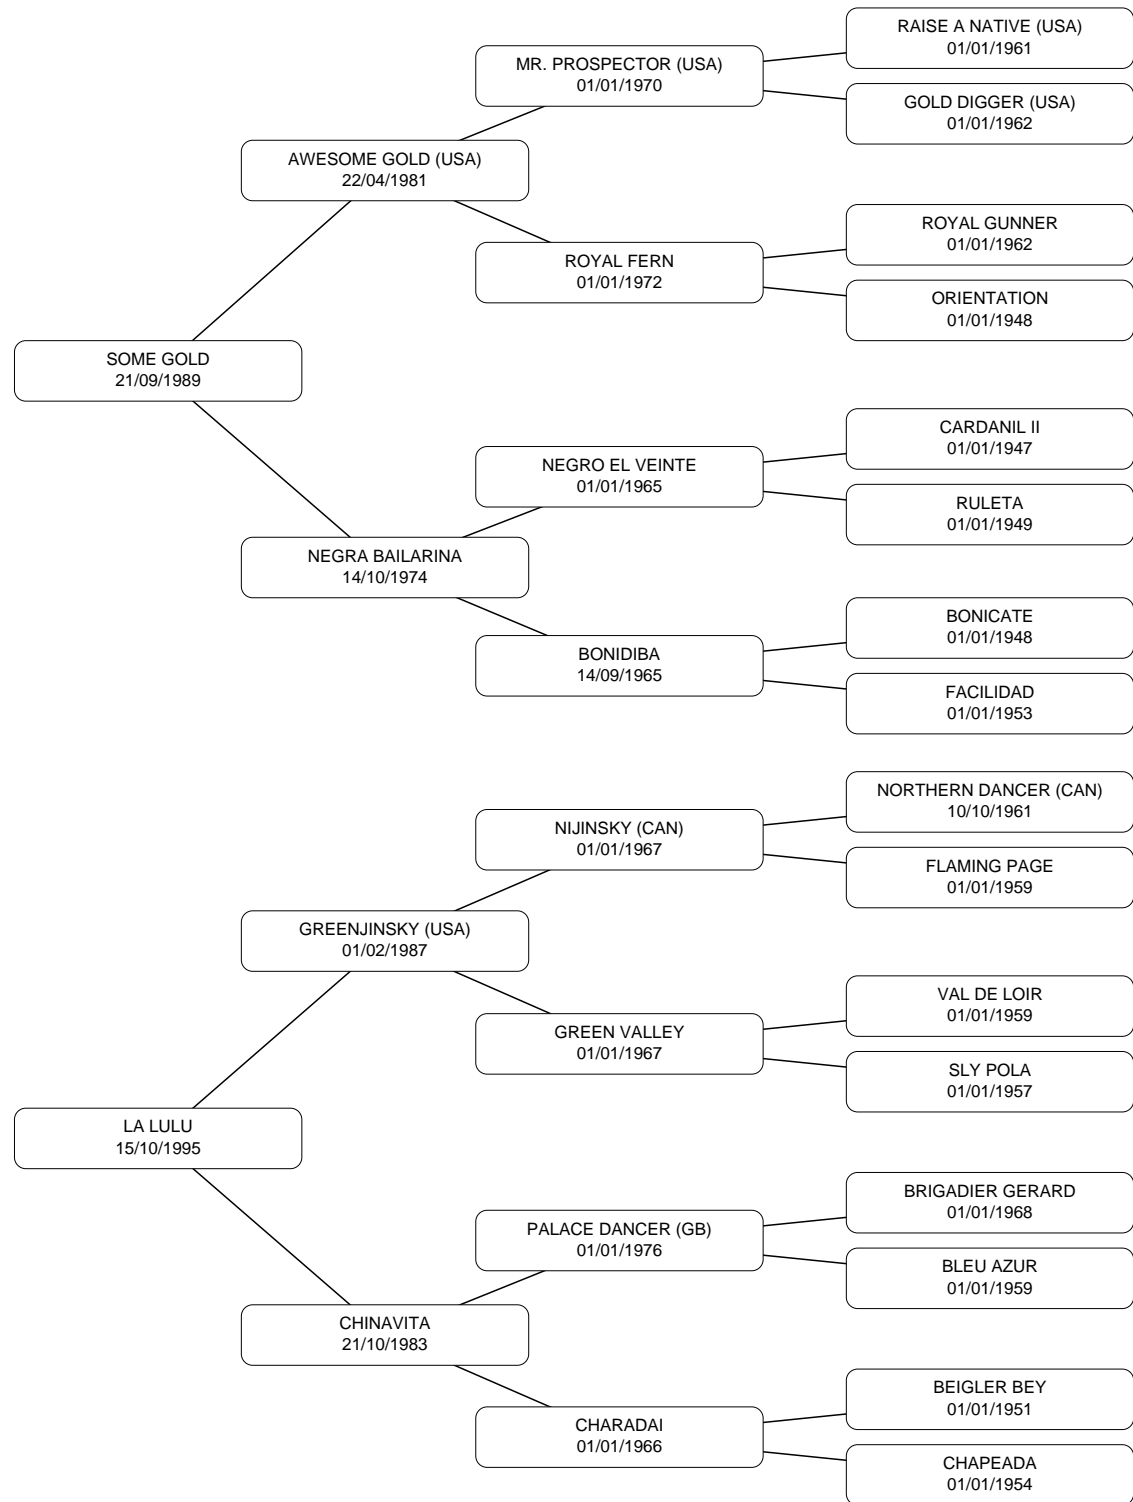 RAISE A NATIVE (USA)
01/01/1961
MR. PROSPECTOR (USA)
01/01/1970
GOLD DIGGER (USA)
01/01/1962
AWESOME GOLD (USA)
22/04/1981
ROYAL GUNNER
01/01/1962
ROYAL FERN
01/01/1972
ORIENTATION
01/01/1948
SOME GOLD
21/09/1989
CARDANIL II
01/01/1947
NEGRO EL VEINTE
01/01/1965
RULETA
01/01/1949
NEGRA BAILARINA
14/10/1974
BONICATE
01/01/1948
BONIDIBA
14/09/1965
FACILIDAD
01/01/1953
NORTHERN DANCER (CAN)
10/10/1961
NIJINSKY (CAN)
01/01/1967
FLAMING PAGE
01/01/1959
GREENJINSKY (USA)
01/02/1987
VAL DE LOIR
01/01/1959
GREEN VALLEY
01/01/1967
SLY POLA
01/01/1957
LA LULU
15/10/1995
BRIGADIER GERARD
01/01/1968
PALACE DANCER (GB)
01/01/1976
BLEU AZUR
01/01/1959
CHINAVITA
21/10/1983
BEIGLER BEY
01/01/1951
CHARADAI
01/01/1966
CHAPEADA
01/01/1954